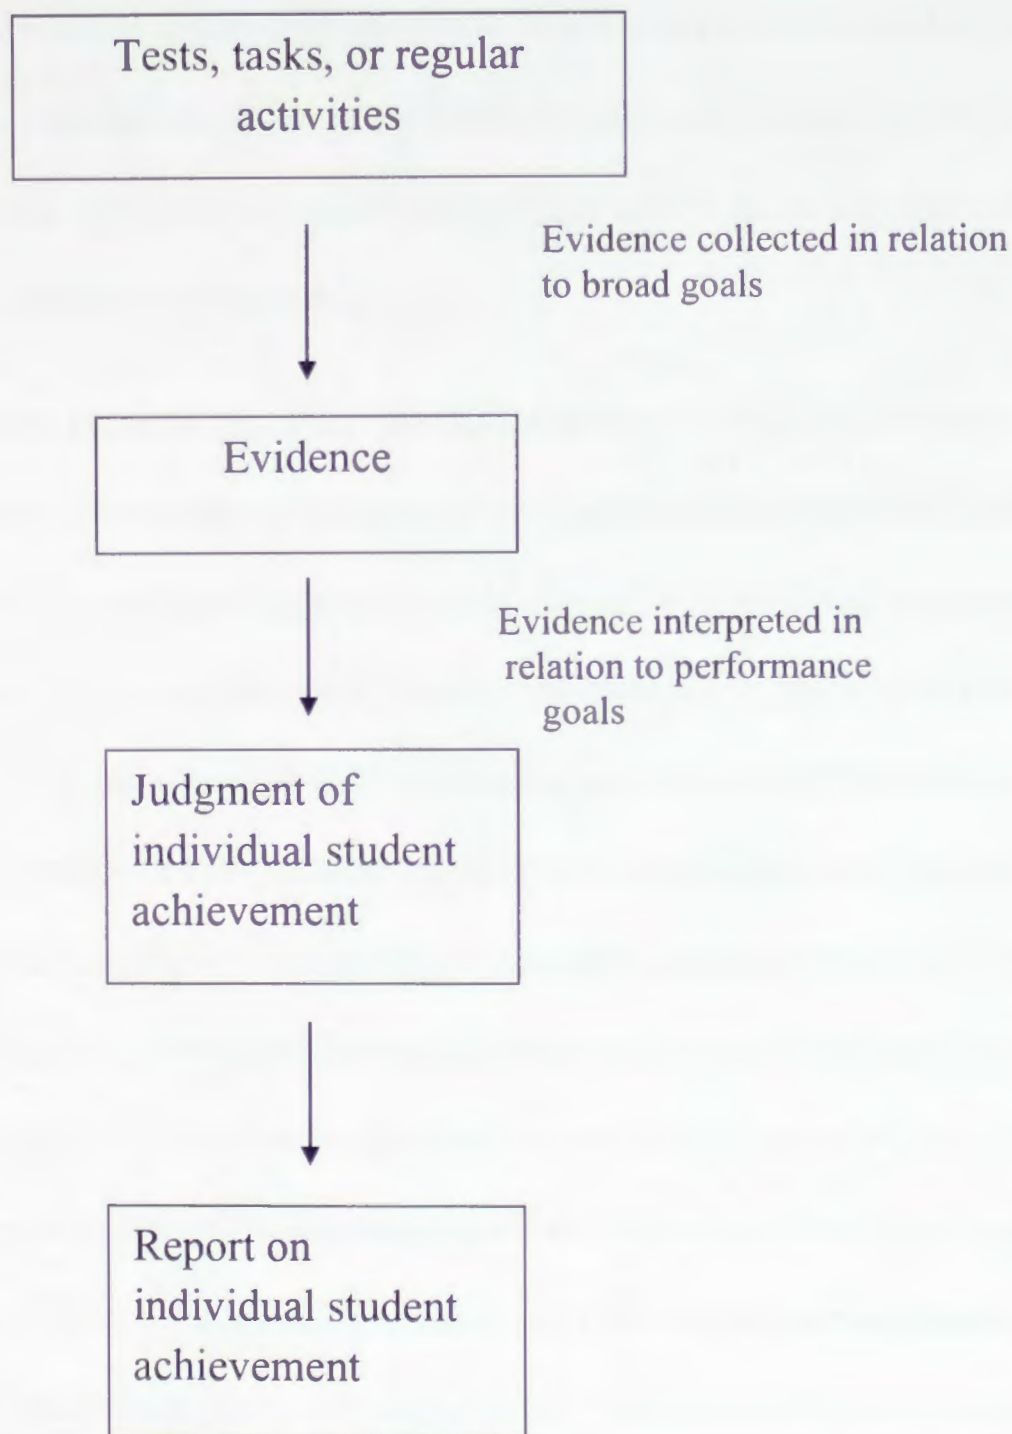 Tests, tasks, or regular
activities
Evidence collected in relation
to broad goals
Evidence
Evidence interpreted in
relation to performance
goals
Judgment of
individual student
achievement
Report on
individual student
achievement